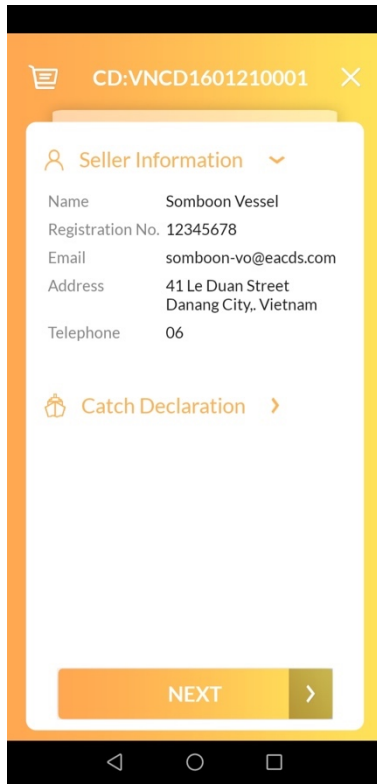 CD:VNCD1601210001
Seller Information
Name Somboon Vessel
Registration No. 12345678
Email somboon-vo@eacds.com
Address 41 Le Duan Street
Danang City,. Vietnam
Telephone 06
Catch Declaration
NEXT